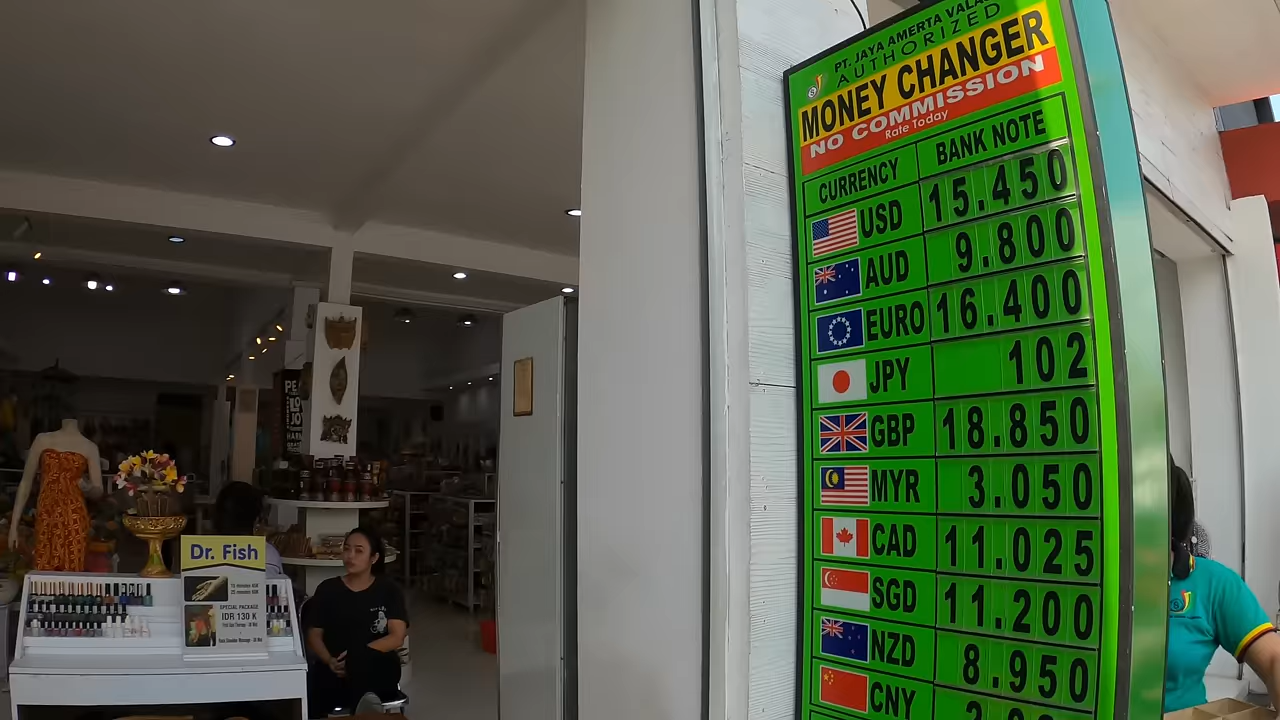 PT. JAYA AMERTA
AUTHORIZED
MONEY CHANGER
NO COMMISSION
Rate Today
CURRENCY BANK NOTE
USD 15.450
AUD 9.800
EURO 16.400
JPY 102
GBP 18.850
MYR 3.050
CAD 11.025
SGD 11.200
NZD 8.950
CNY
Dr. Fish
SPECIAL PACKAGE
IDR 130 K